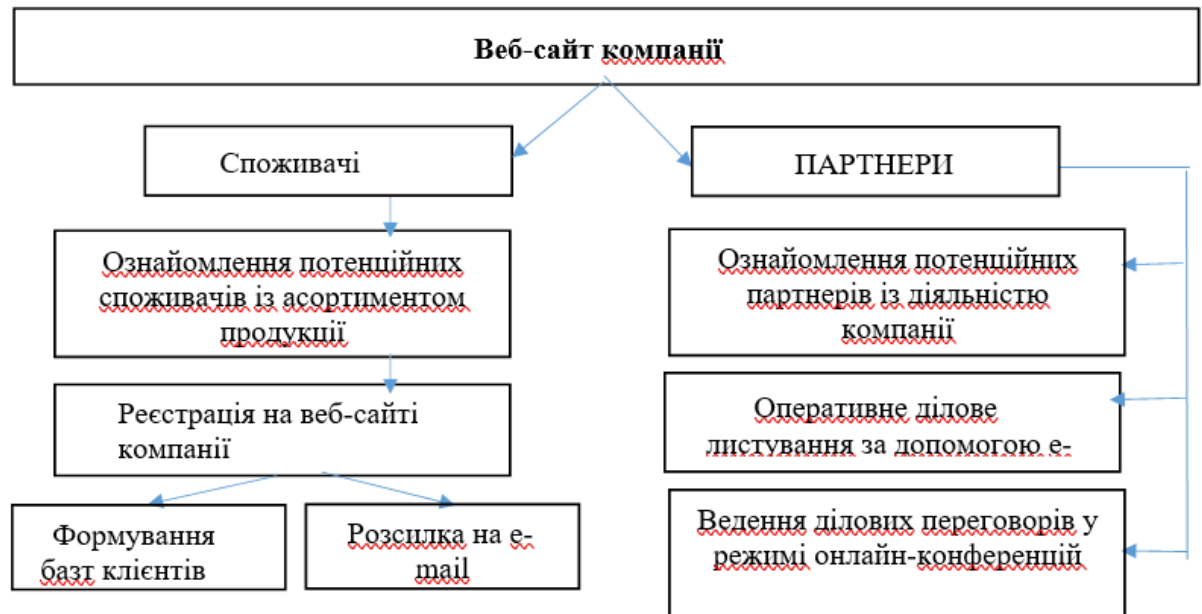 Веб-сайт компанії
Споживачі
ПАРТНЕРИ
Ознайомлення потенційних
споживачів із асортиментом
продукції
Ознайомлення потенційних
партнерів із діяльністю
компанії
Реєстрація на веб-сайті
компанії
Оперативне ділове
листування за допомогою е-
Формування
базт клієнтів
Розсилка на e-
mail
Ведення ділових переговорів у
режимі онлайн-конференцій